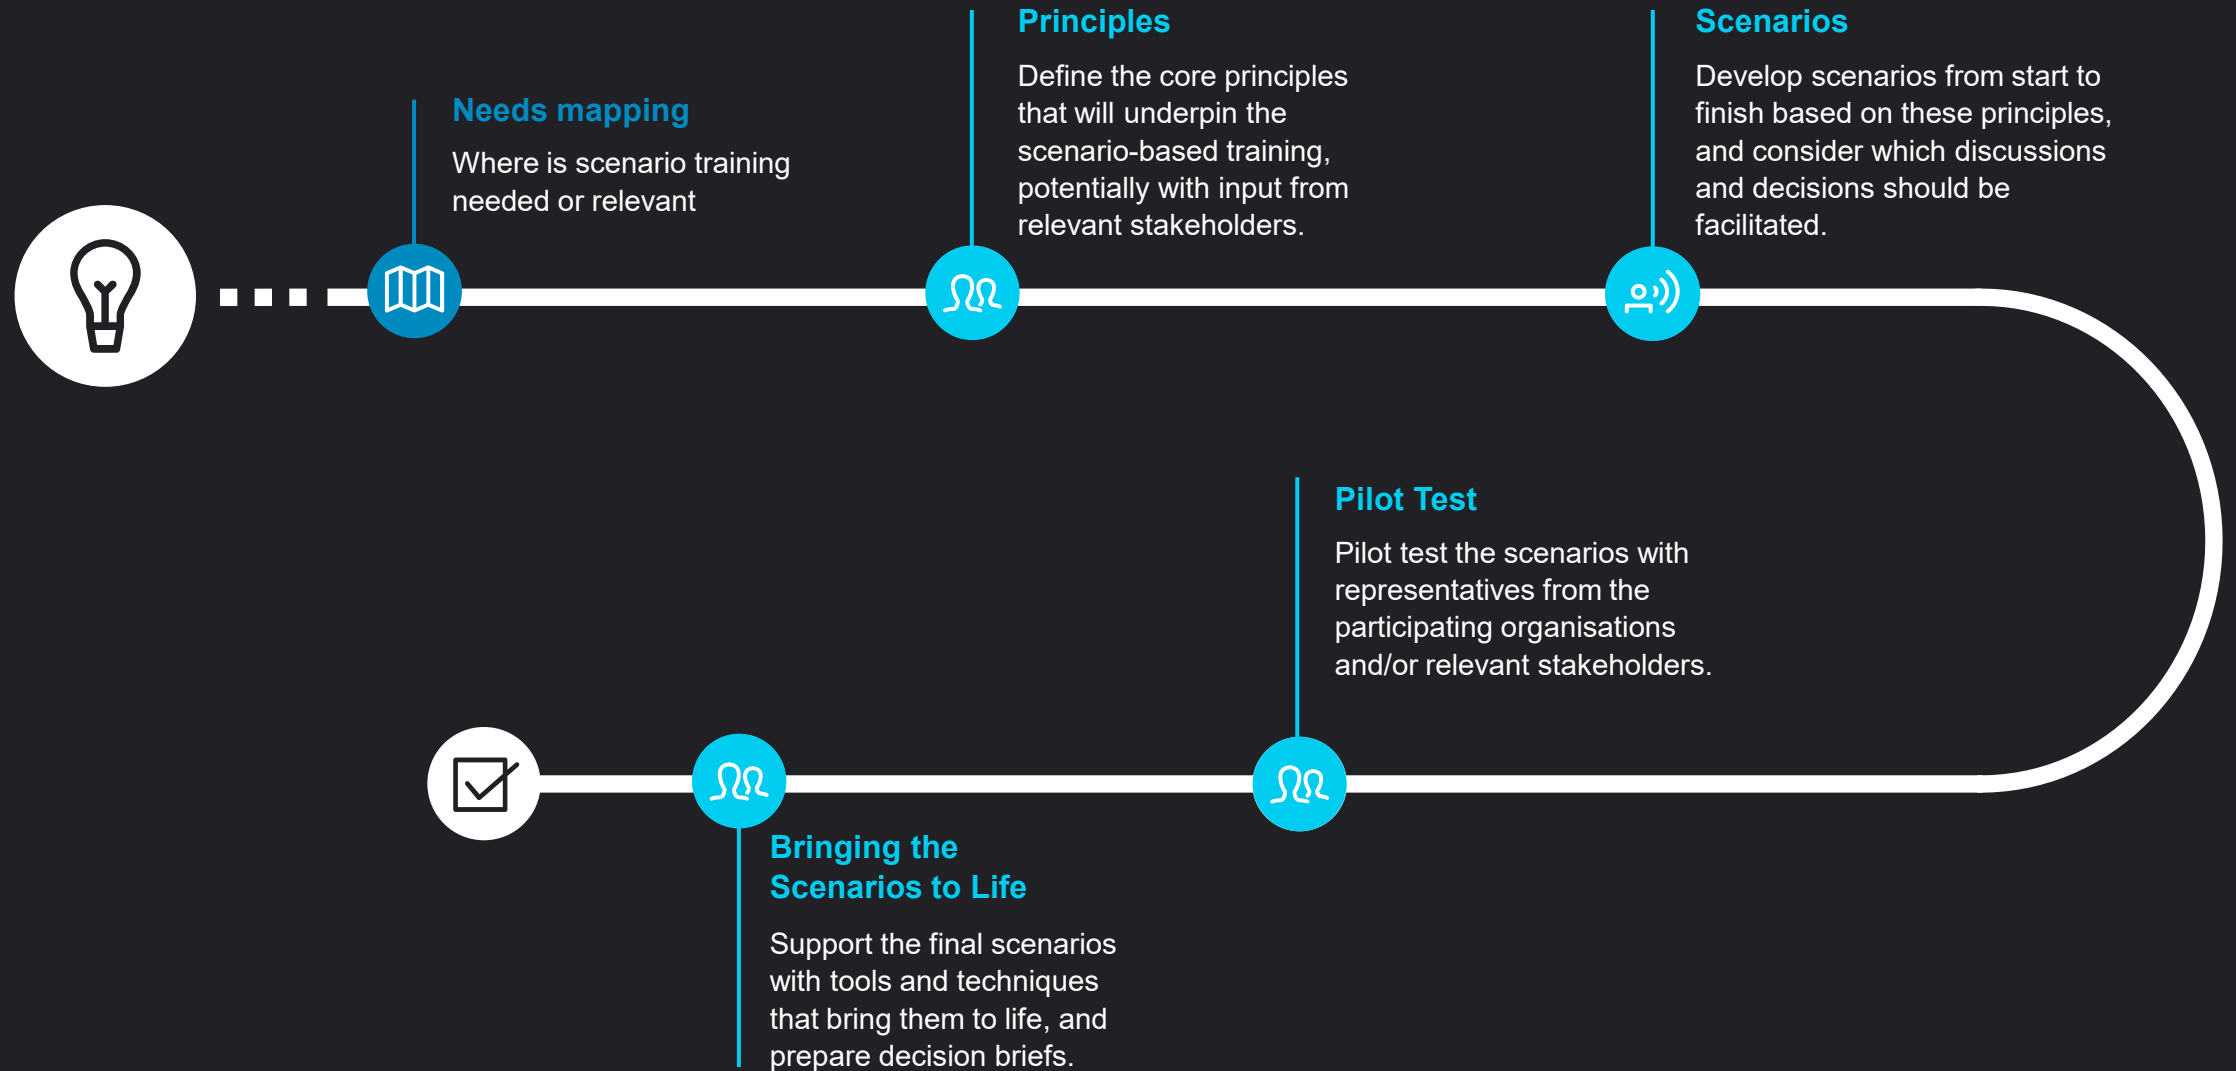 Needs mapping
Where is scenario training
needed or relevant
Principles
Define the core principles
that will underpin the
scenario-based training,
potentially with input from
relevant stakeholders.
Scenarios
Develop scenarios from start to
finish based on these principles,
and consider which discussions
and decisions should be
facilitated.
Pilot Test
Pilot test the scenarios with
representatives from the
participating organisations
and/or relevant stakeholders.
Bringing the
Scenarios to Life
Support the final scenarios
with tools and techniques
that bring them to life, and
prepare decision briefs.